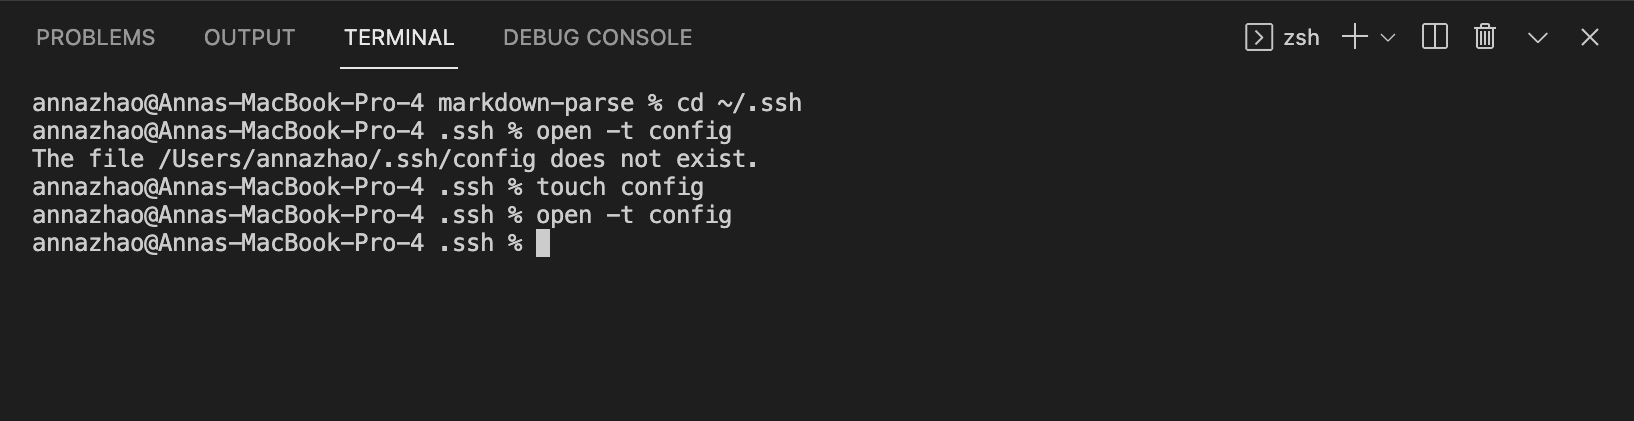 PROBLEMS OUTPUT TERMINAL DEBUG CONSOLE zsh
annazhao@Annas-MacBook-Pro-4 markdown-parse % cd ~/.ssh
annazhao@Annas-MacBook-Pro-4 .ssh % open -t config
The file /Users/annazhao/.ssh/config does not exist.
annazhao@Annas-MacBook-Pro-4 .ssh % touch config
annazhao@Annas-MacBook-Pro-4 .ssh % open -t config
annazhao@Annas-MacBook-Pro-4 .ssh %